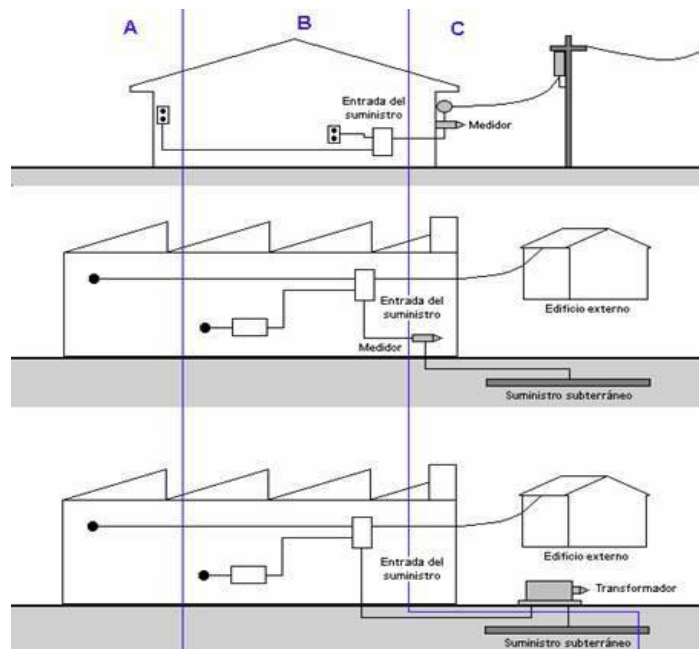 A
B
C
Entrada del
suministro
Medidor
Entrada del
suministro
Edificio externo
Medidor
Suministro subterráneo
Entrada del
suministro
Edificio externo
Transformador
Suministro subterráneo